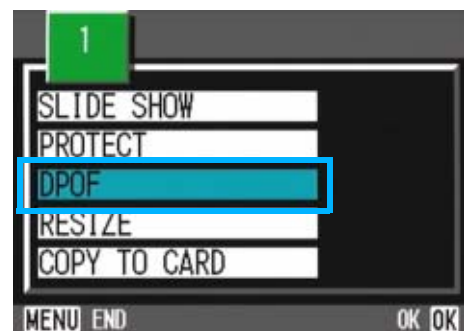 1
SLIDE SHOW
PROTECT
DPOF
RESIZE
COPY TO CARD
MENU END OK OK